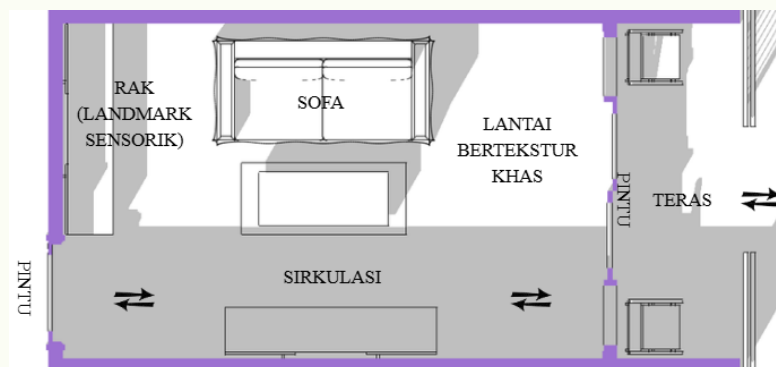 RAK
(LANDMARK
SENSORIK)
SOFA
LANTAI
BERTEKSTUR
KHAS
PINTU
TERAS
PINTU
SIRKULASI